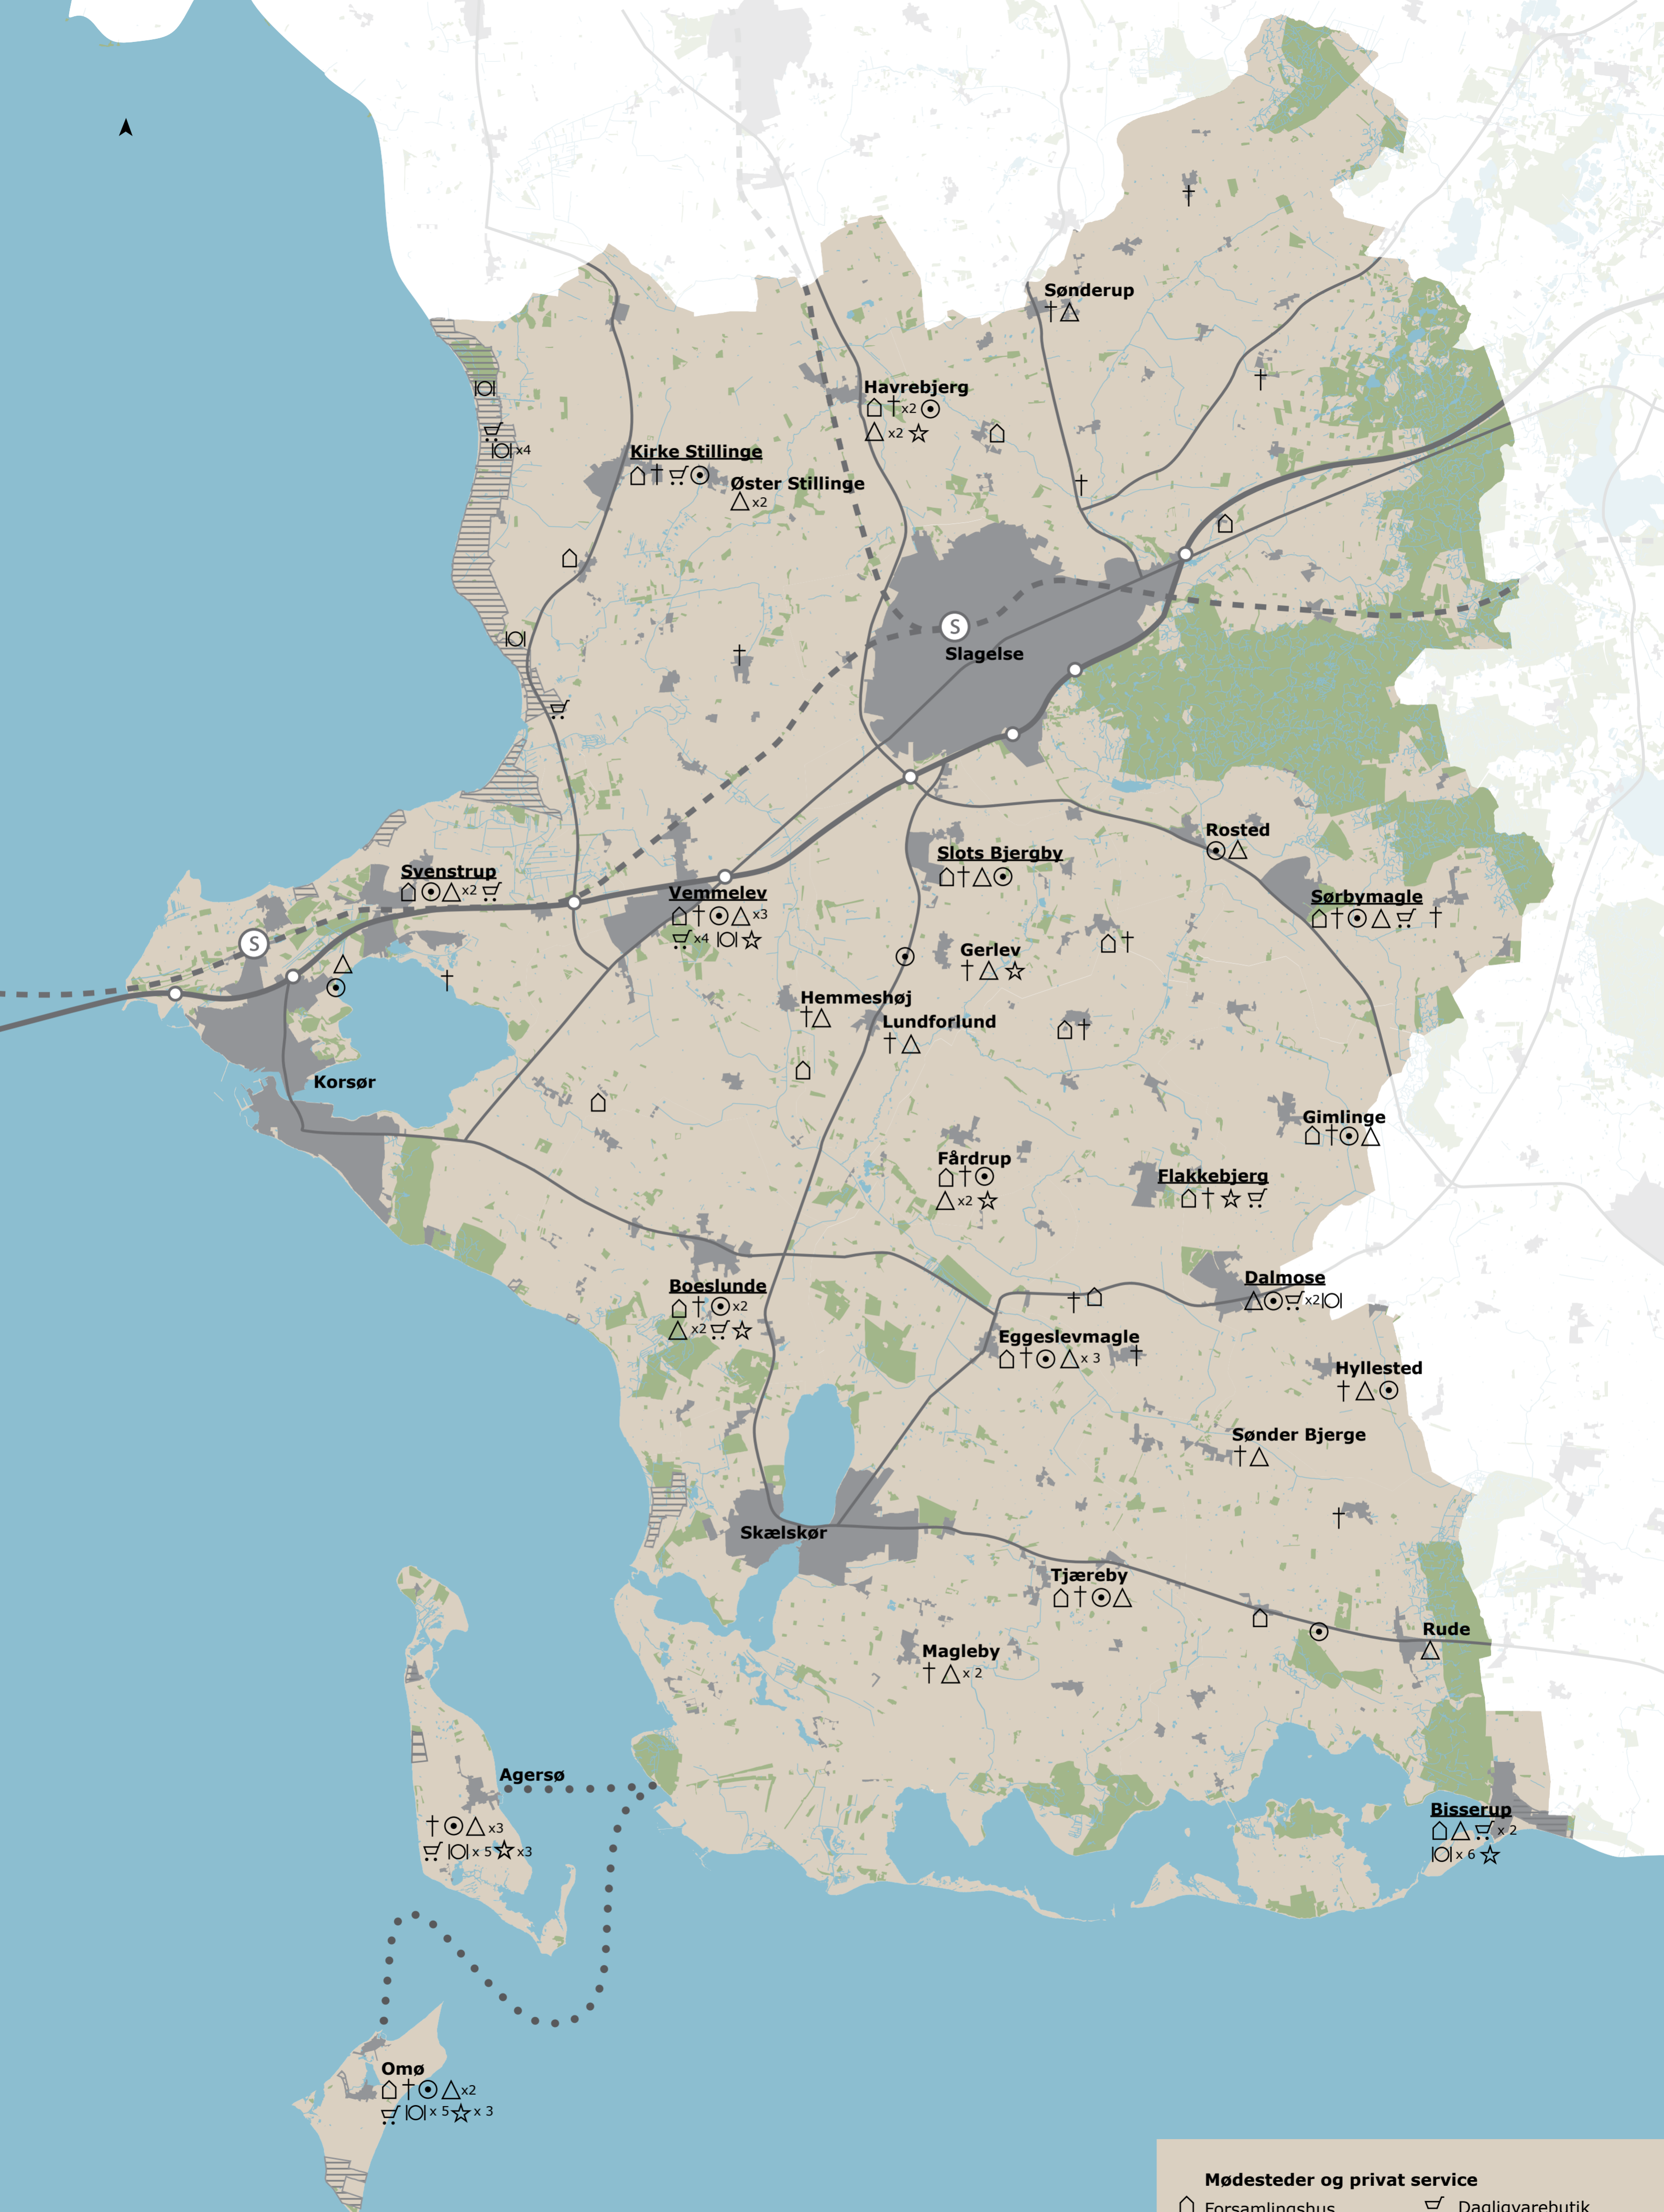 Sønderup
Havrebjerg
x2
x2
x4
Kirke Stillinge
Øster Stillinge
x2
S
Slagelse
Rosted
Slots Bjergby
Svenstrup
x2
Vemmelev
x3
x4
Sørbymagle
S
Gerlev
Hemmeshøj
Lundforlund
Korsør
Gimlinge
Fårdrup
x2
Flakkebjerg
Boeslunde
x2
x2
Dalmose
x2
Eggeslevmagle
x 3
Hyllested
Sønder Bjerge
Skælskør
Tjæreby
Rude
Magleby
x 2
Agersø
x3
x 5 x3
Bisserup
x 2
x 6
Omø
x2
x 5 x 3
Mødesteder og privat service
Forsamlingshus Dagligvarebutik